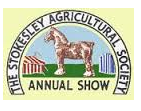 THE STOKESLEY AGRICULTURAL SOCIETY
ANNUAL SHOW